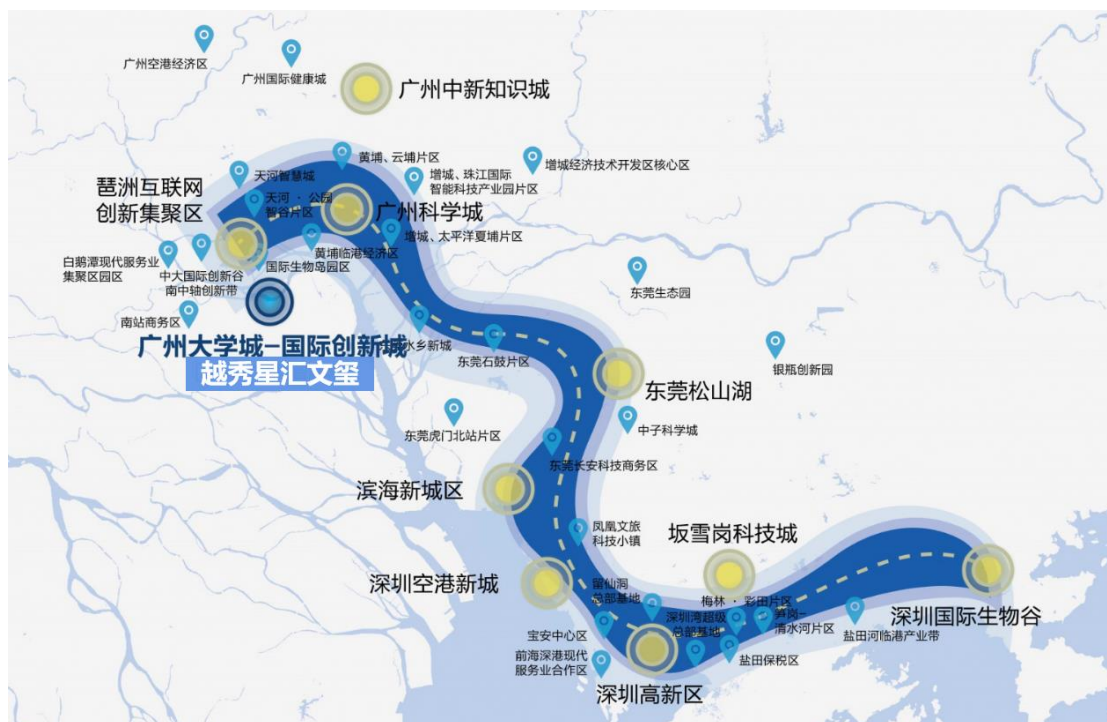 广州空港经济区
广州国际健康城
广州中新知识城
黄埔、云埔片区
增城经济技术开发区核心区
天河智慧城
增城、珠江国际
智能科技产业园片区
琶洲互联网
创新集聚区
天河 · 公园
智谷片区
广州科学城
增城、太平洋夏埔片区
黄埔临港经济区
白鹅潭现代服务业
集聚区园区
中大国际创新谷
南中轴创新带
国际生物岛园区
东莞生态园
南站商务区
广州大学城-国际创新城
水乡新城
越秀星汇文玺
东莞石鼓片区
银瓶创新园
东莞松山湖
东莞虎门北站片区
中子科学城
东莞长安科技商务区
滨海新城区
凤凰文旅
科技小镇
坂雪岗科技城
深圳空港新城
留仙洞
总部基地
梅林 · 彩田片区
深圳湾超级
总部基地
笋岗-
清水河片区
深圳国际生物谷
盐田河临港产业带
宝安中心区
前海深港现代
服务业合作区
盐田保税区
深圳高新区